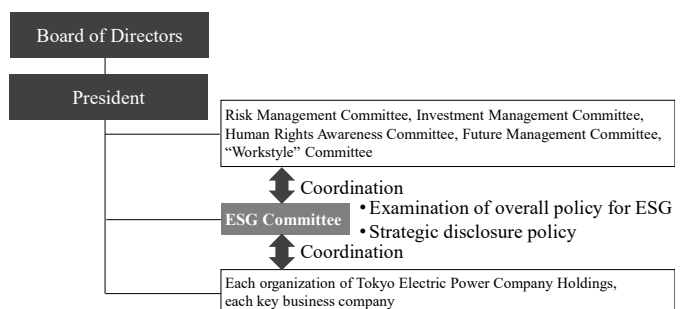 Board of Directors
President
Risk Management Committee, Investment Management Committee,
Human Rights Awareness Committee, Future Management Committee,
“Workstyle” Committee
Coordination
ESG Committee
•Examination of overall policy for ESG
•Strategic disclosure policy
Coordination
Each organization of Tokyo Electric Power Company Holdings,
each key business company